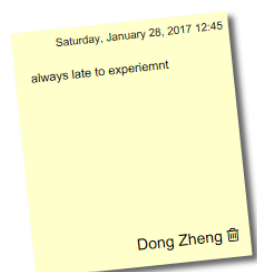 Saturday, January 28, 2017 12:45
always late to experiemnt
Dong Zheng